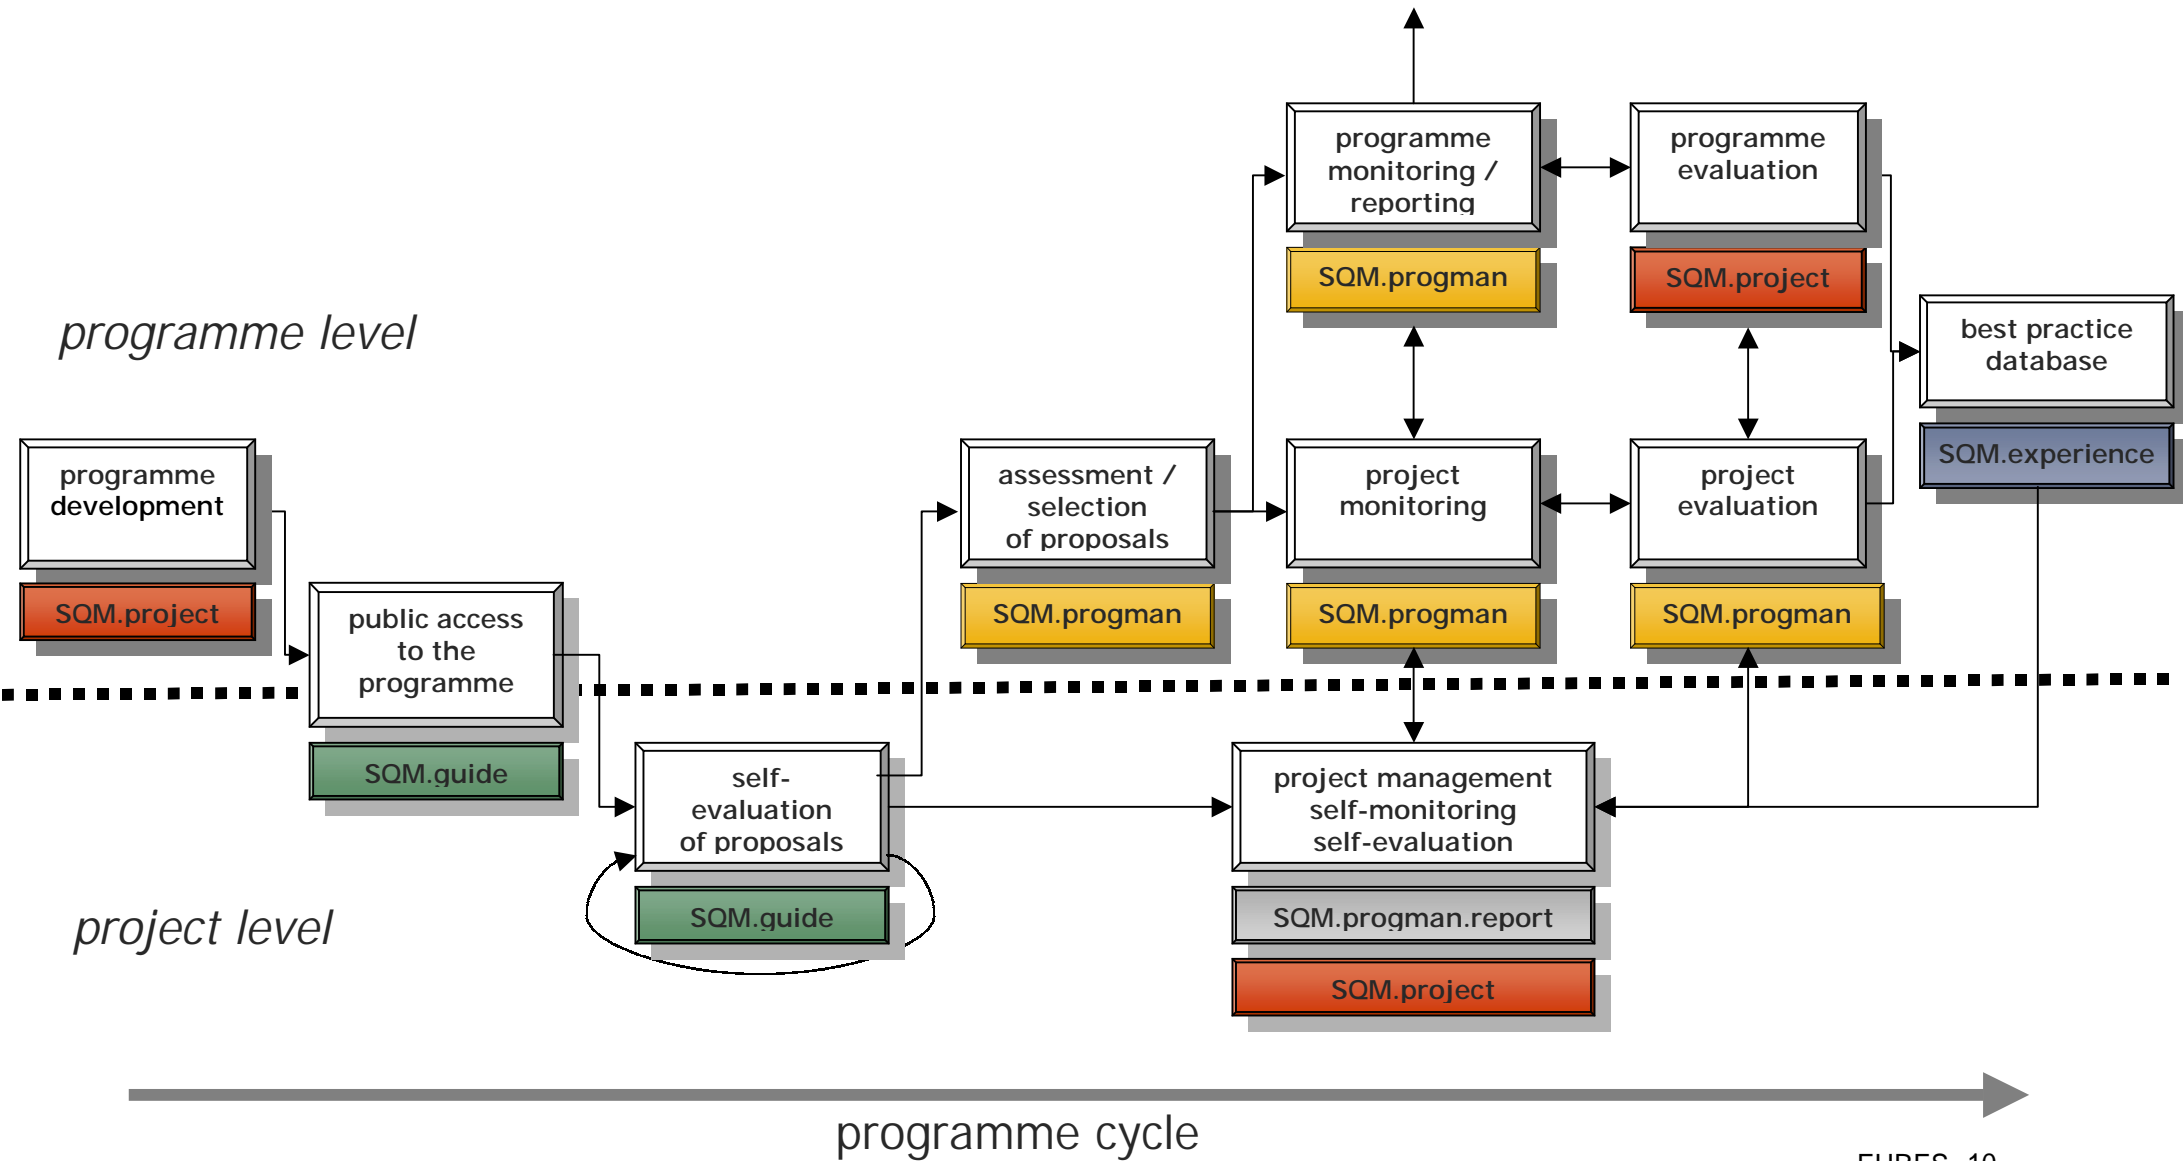 programme
monitoring /
reporting
SQM.progman
programme
evaluation
SQM.project
programme level
best practice
database
SQM.experience
programme
development
SQM.project
public access
to the
programme
SQM.guide
assessment /
selection
of proposals
SQM.progman
project
monitoring
SQM.progman
project
evaluation
SQM.progman
self-
evaluation
of proposals
SQM.guide
project management
self-monitoring
self-evaluation
SQM.progman.report
SQM.project
project level
programme cycle
10